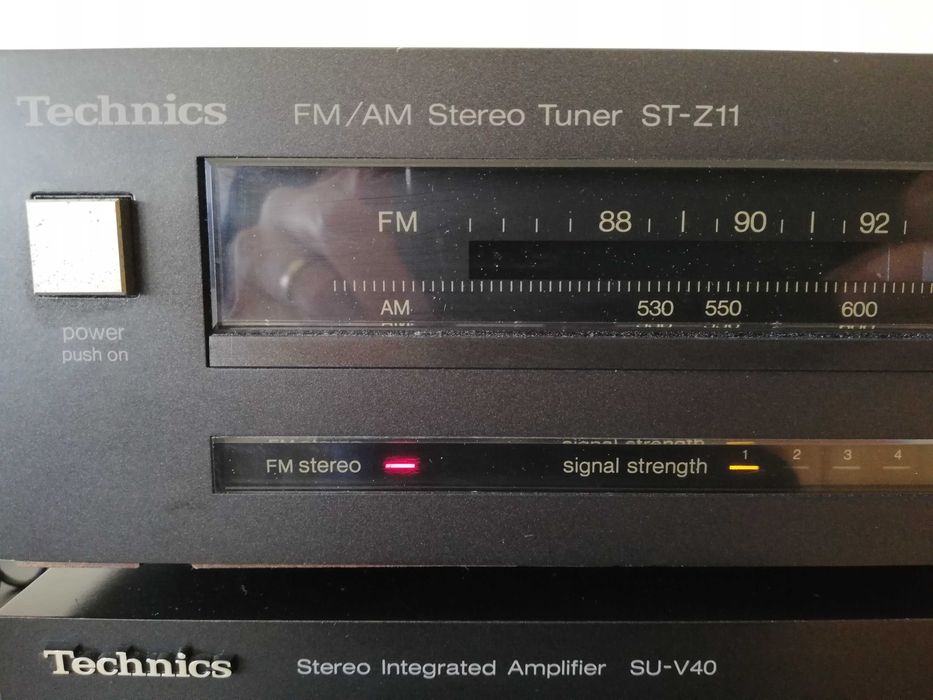 Technics FM/AM Stereo Tuner ST-Z11
FM 88 90 92
AM 530 550 600
power
push on
FM stereo signal strength 1 2 3 4
Technics Stereo Integrated Amplifier SU-V40